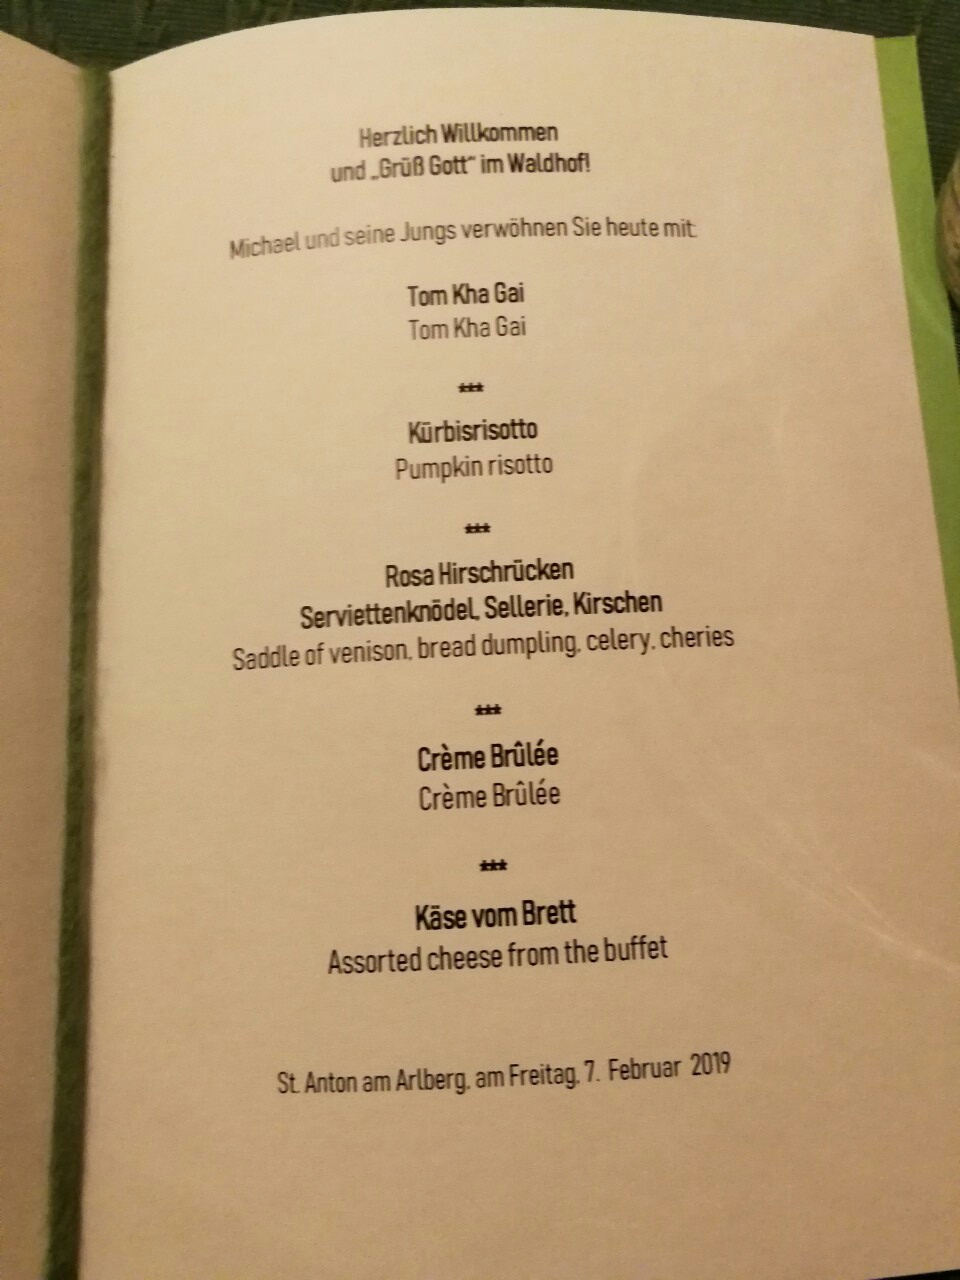 Herzlich Willkommen
und „Grüß Gott“ im Waldhof!
Michael und seine Jungs verwöhnen Sie heute mit:
Tom Kha Gai
Tom Kha Gai
***
Kürbisrisotto
Pumpkin risotto
***
Rosa Hirschrücken
Serviettenknödel, Sellerie, Kirschen
Saddle of venison, bread dumpling, celery, cheries
***
Crème Brûlée
Crème Brûlée
***
Käse vom Brett
Assorted cheese from the buffet
St. Anton am Arlberg, am Freitag, 7. Februar 2019